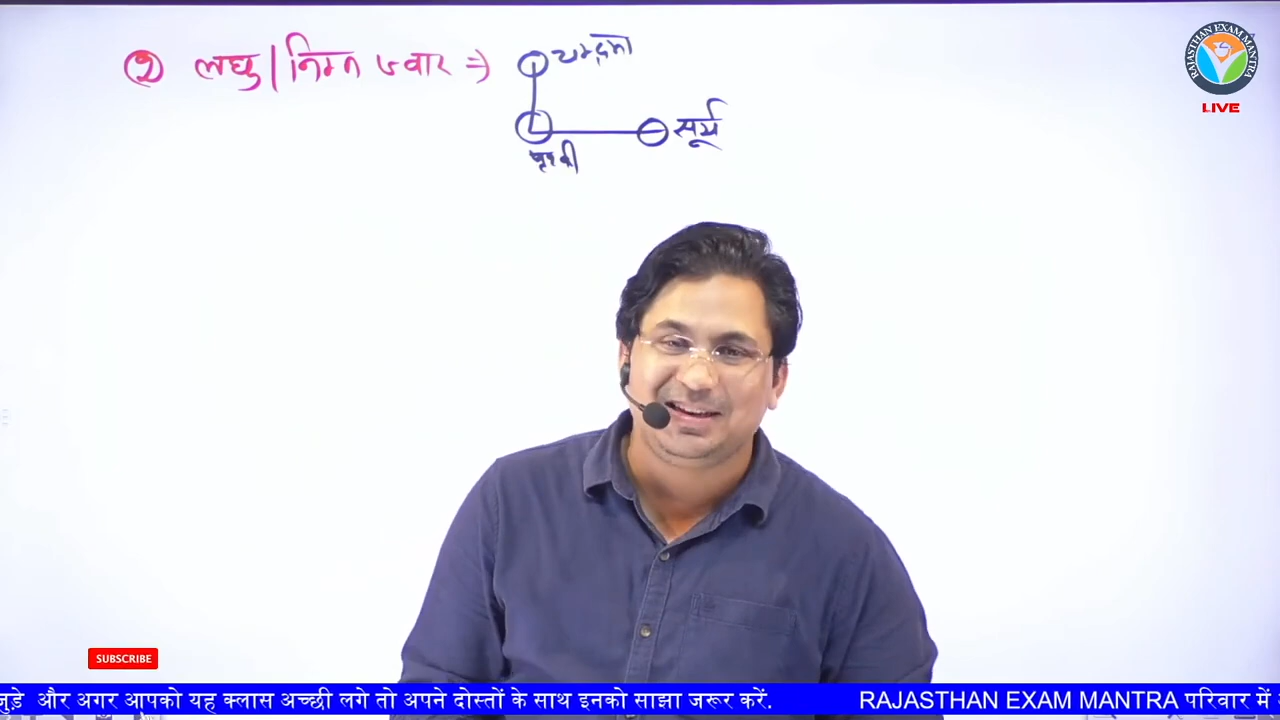 ② लघु/निम्न ज्वार ⇒
चन्द्रमा
सूर्य
पृथ्वी
RAJASTHAN EXAM MANTRA
LIVE
SUBSCRIBE
जुड़े और अगर आपको यह क्लास अच्छी लगे तो अपने दोस्तों के साथ इनको साझा जरूर करें. RAJASTHAN EXAM MANTRA परिवार में